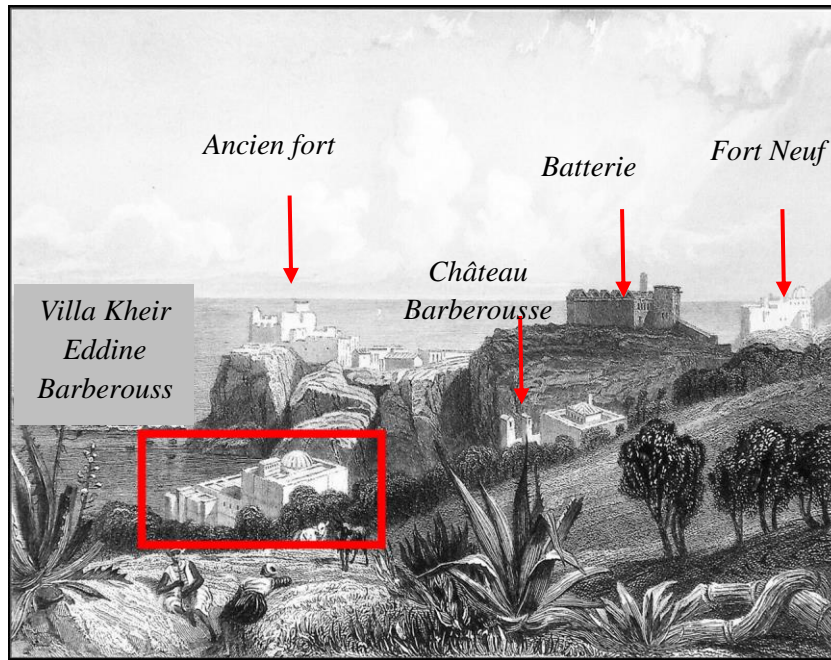 Ancien fort
Batterie
Fort Neuf
Château
Barberousse
Villa Kheir
Eddine
Barberouss